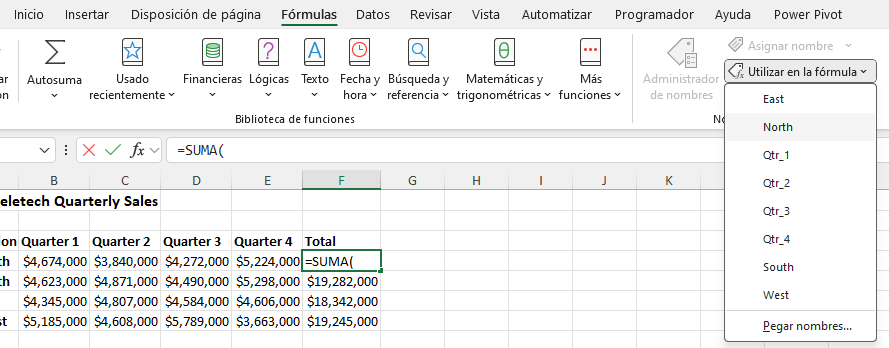 Inicio Insertar Disposición de página Fórmulas Datos Revisar Vista Automatizar Programador Ayuda Power Pivot
Autosuma
Usado recientemente
Financieras
Lógicas
Texto
Fecha y hora
Búsqueda y referencia
Matemáticas y trigonométricas
Más funciones
Biblioteca de funciones
Administrador de nombres
Asignar nombre
Utilizar en la fórmula
East
North
Qtr_1
Qtr_2
Qtr_3
Qtr_4
South
West
Pegar nombres...
fx =SUMA(
B C D E F G H I J K
eletech Quarterly Sales
on Quarter 1 Quarter 2 Quarter 3 Quarter 4 Total
th $4,674,000 $3,840,000 $4,272,000 $5,224,000 =SUMA(
th $4,623,000 $4,871,000 $4,490,000 $5,298,000 $19,282,000
$4,345,000 $4,807,000 $4,584,000 $4,606,000 $18,342,000
st $5,185,000 $4,608,000 $5,789,000 $3,663,000 $19,245,000